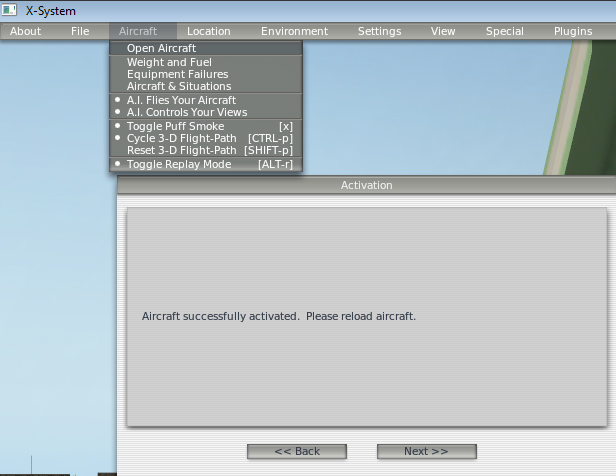 X-System
About File Aircraft Location Environment Settings View Special Plugins
Open Aircraft
Weight and Fuel
Equipment Failures
Aircraft & Situations
A.I. Flies Your Aircraft
A.I. Controls Your Views
Toggle Puff Smoke [x]
Cycle 3-D Flight-Path [CTRL-p]
Reset 3-D Flight-Path [SHIFT-p]
Toggle Replay Mode [ALT-r]
Activation
Aircraft successfully activated. Please reload aircraft.
<< Back Next >>